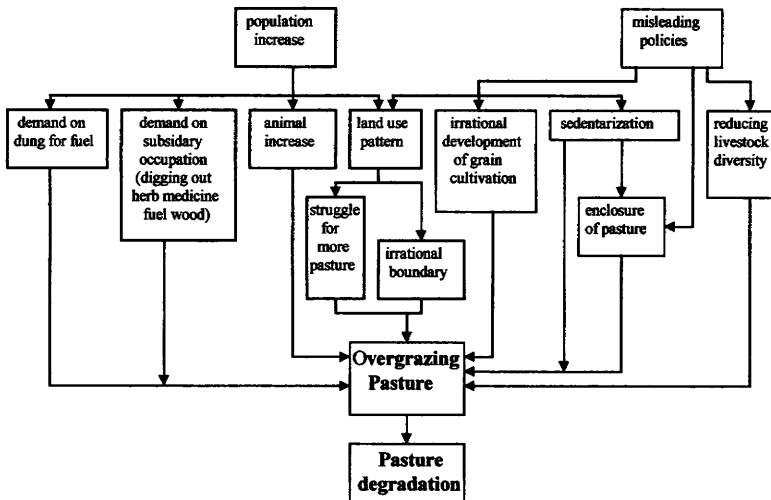 population
increase
misleading
policies
demand on
dung for fuel
demand on
subsidary
occupation
(digging out
herb medicine
fuel wood)
animal
increase
land use
pattern
irrational
development
of grain
cultivation
sedentarization
reducing
livestock
diversity
struggle
for
more
pasture
irrational
boundary
enclosure
of pasture
Overgrazing
Pasture
Pasture
degradation